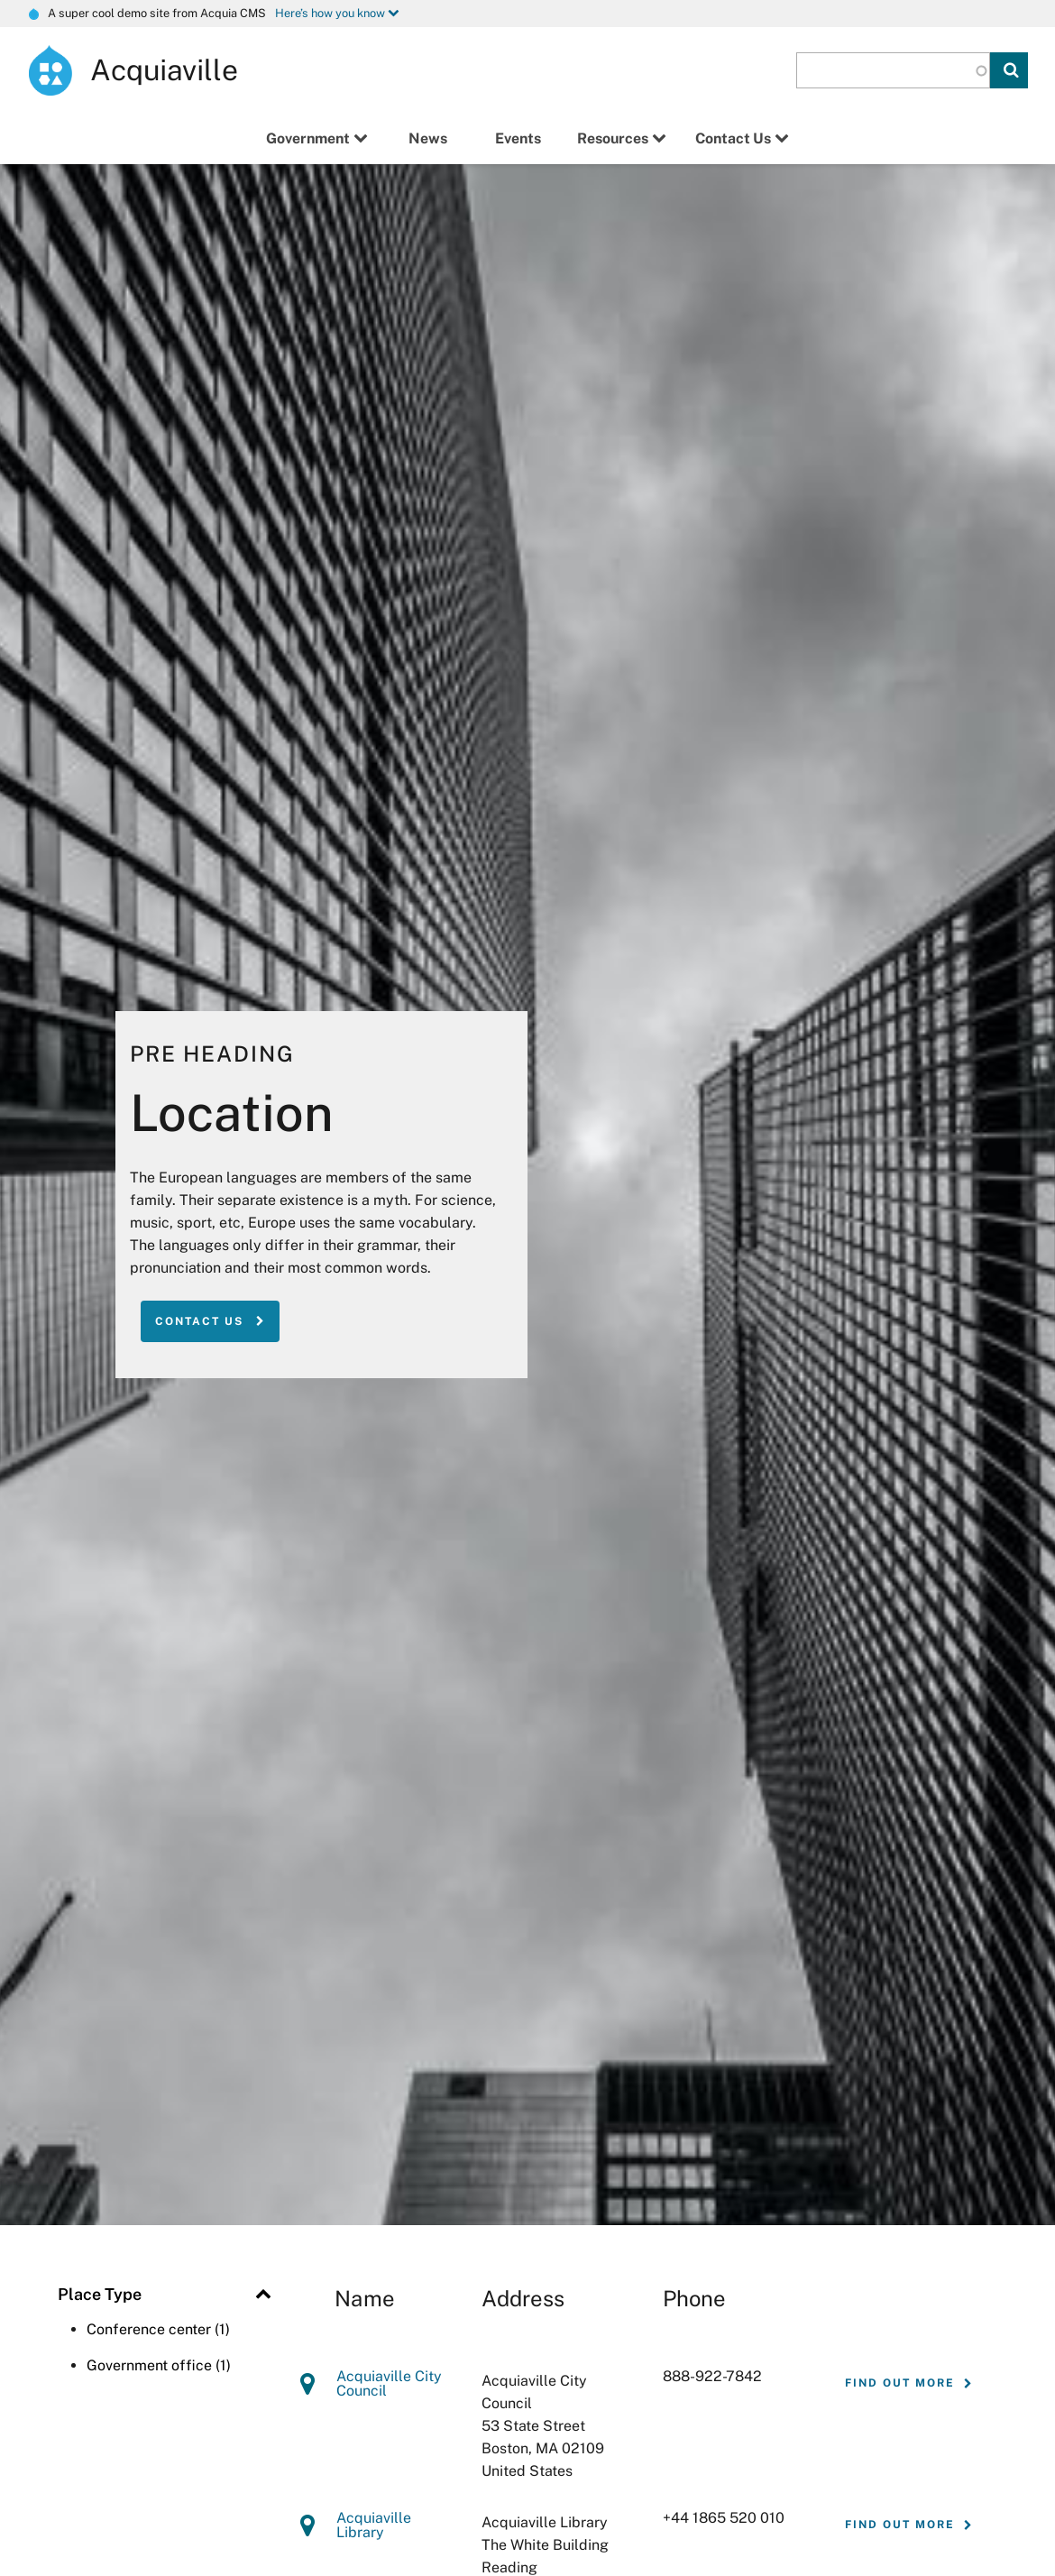 A super cool demo site from Acquia CMS Here's how you know
Acquiaville
Government News Events Resources Contact Us
PRE HEADING
Location
The European languages are members of the same
family. Their separate existence is a myth. For science,
music, sport, etc, Europe uses the same vocabulary.
The languages only differ in their grammar, their
pronunciation and their most common words.
CONTACT US
Place Type
Conference center (1)
Government office (1)
Name Address Phone
Acquiaville City
Council
Acquiaville City
Council
53 State Street
Boston, MA 02109
United States
888-922-7842
FIND OUT MORE
Acquiaville
Library
Acquiaville Library
The White Building
Reading
+44 1865 520 010
FIND OUT MORE